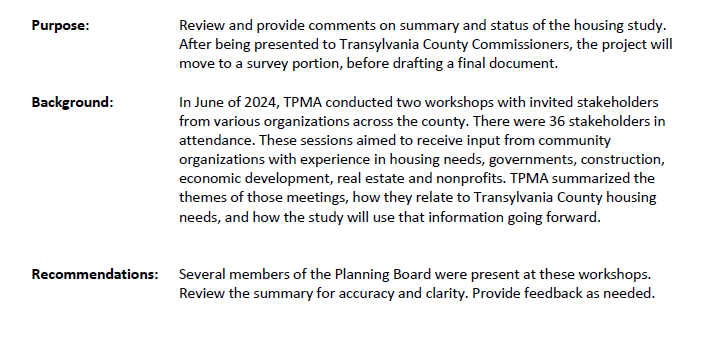 Purpose: Review and provide comments on summary and status of the housing study.
After being presented to Transylvania County Commissioners, the project will
move to a survey portion, before drafting a final document.
Background: In June of 2024, TPMA conducted two workshops with invited stakeholders
from various organizations across the county. There were 36 stakeholders in
attendance. These sessions aimed to receive input from community
organizations with experience in housing needs, governments, construction,
economic development, real estate and nonprofits. TPMA summarized the
themes of those meetings, how they relate to Transylvania County housing
needs, and how the study will use that information going forward.
Recommendations: Several members of the Planning Board were present at these workshops.
Review the summary for accuracy and clarity. Provide feedback as needed.